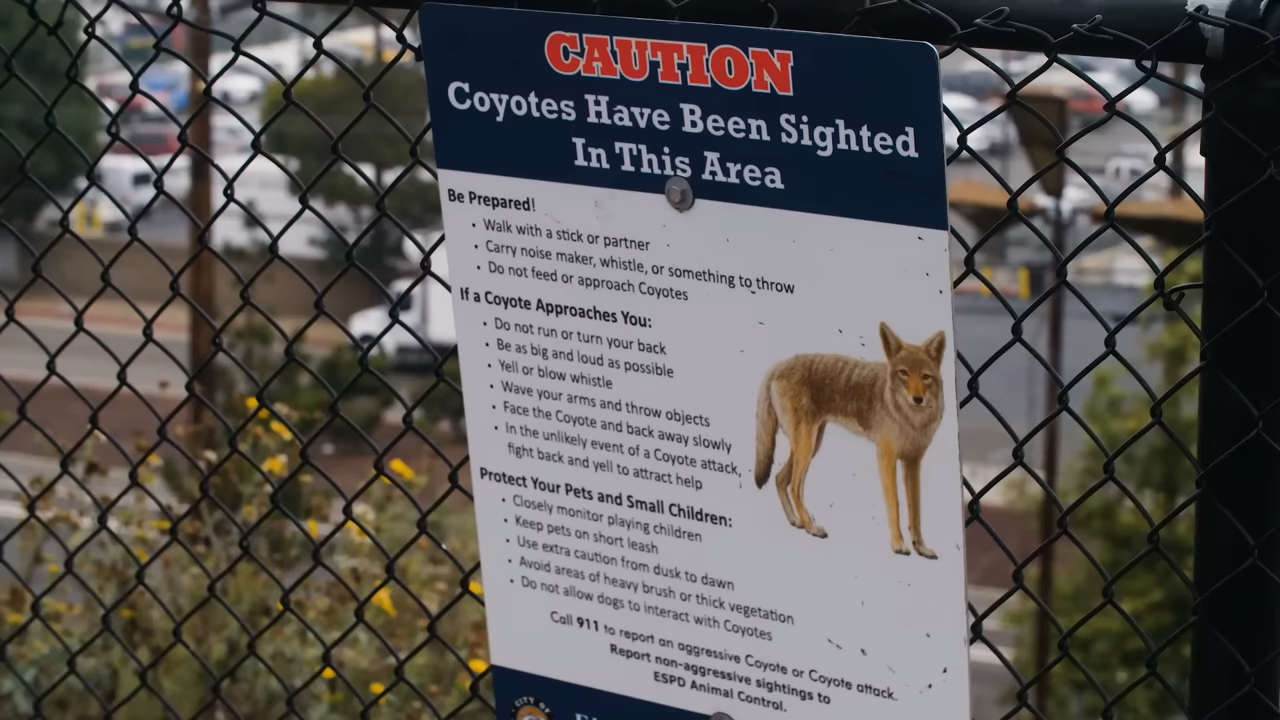 CAUTION
Coyotes Have Been Sighted
In This Area
Be Prepared!
• Walk with a stick or partner
• Carry noise maker, whistle, or something to throw
• Do not feed or approach Coyotes
If a Coyote Approaches You:
• Do not run or turn your back
• Be as big and loud as possible
• Yell or blow whistle
• Wave your arms and throw objects
• Face the Coyote and back away slowly
• In the unlikely event of a Coyote attack,
fight back and yell to attract help
Protect Your Pets and Small Children:
• Closely monitor playing children
• Keep pets on short leash
• Use extra caution from dusk to dawn
• Avoid areas of heavy brush or thick vegetation
• Do not allow dogs to interact with Coyotes
Call 911 to report an aggressive Coyote or Coyote attack.
Report non-aggressive sightings to
ESPD Animal Control.
CITY OF